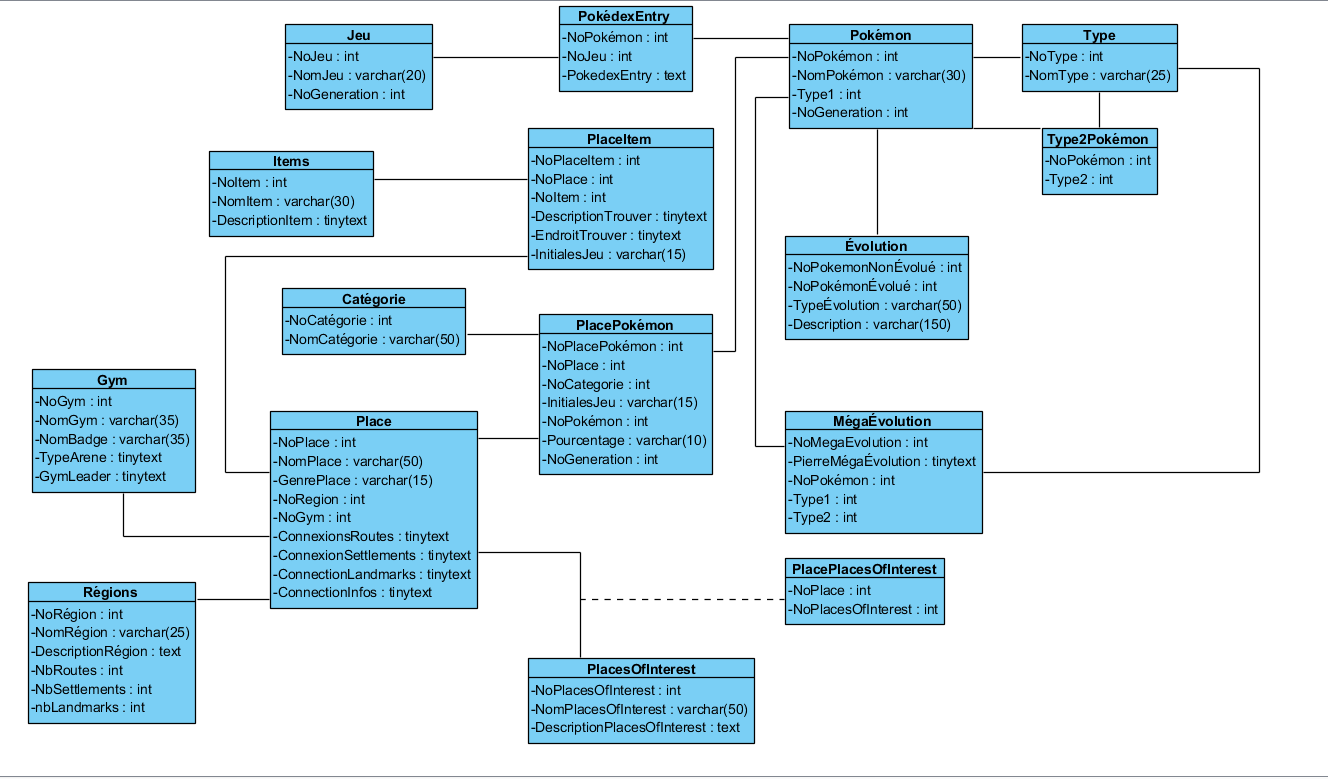 Jeu
-NoJeu : int
-NomJeu : varchar(20)
-NoGeneration : int
PokédexEntry
-NoPokémon : int
-NoJeu : int
-PokedexEntry : text
Pokémon
-NoPokémon : int
-NomPokémon : varchar(30)
-Type1 : int
-NoGeneration : int
Type
-NoType : int
-NomType : varchar(25)
Type2Pokémon
-NoPokémon : int
-Type2 : int
Items
-NoItem : int
-NomItem : varchar(30)
-DescriptionItem : tinytext
PlaceItem
-NoPlaceItem : int
-NoPlace : int
-NoItem : int
-DescriptionTrouver : tinytext
-EndroitTrouver : tinytext
-InitialesJeu : varchar(15)
Évolution
-NoPokemonNonÉvolué : int
-NoPokémonÉvolué : int
-TypeÉvolution : varchar(50)
-Description : varchar(150)
Catégorie
-NoCatégorie : int
-NomCatégorie : varchar(50)
PlacePokémon
-NoPlacePokémon : int
-NoPlace : int
-NoCategorie : int
-InitialesJeu : varchar(15)
-NoPokémon : int
-Pourcentage : varchar(10)
-NoGeneration : int
Gym
-NoGym : int
-NomGym : varchar(35)
-NomBadge : varchar(35)
-TypeArene : tinytext
-GymLeader : tinytext
Place
-NoPlace : int
-NomPlace : varchar(50)
-GenrePlace : varchar(15)
-NoRegion : int
-NoGym : int
-ConnexionsRoutes : tinytext
-ConnexionSettlements : tinytext
-ConnectionLandmarks : tinytext
-ConnectionInfos : tinytext
MégaÉvolution
-NoMegaEvolution : int
-PierreMégaÉvolution : tinytext
-NoPokémon : int
-Type1 : int
-Type2 : int
PlacePlacesOfInterest
-NoPlace : int
-NoPlacesOfInterest : int
Régions
-NoRégion : int
-NomRégion : varchar(25)
-DescriptionRégion : text
-NbRoutes : int
-NbSettlements : int
-nbLandmarks : int
PlacesOfInterest
-NoPlacesOfInterest : int
-NomPlacesOfInterest : varchar(50)
-DescriptionPlacesOfInterest : text